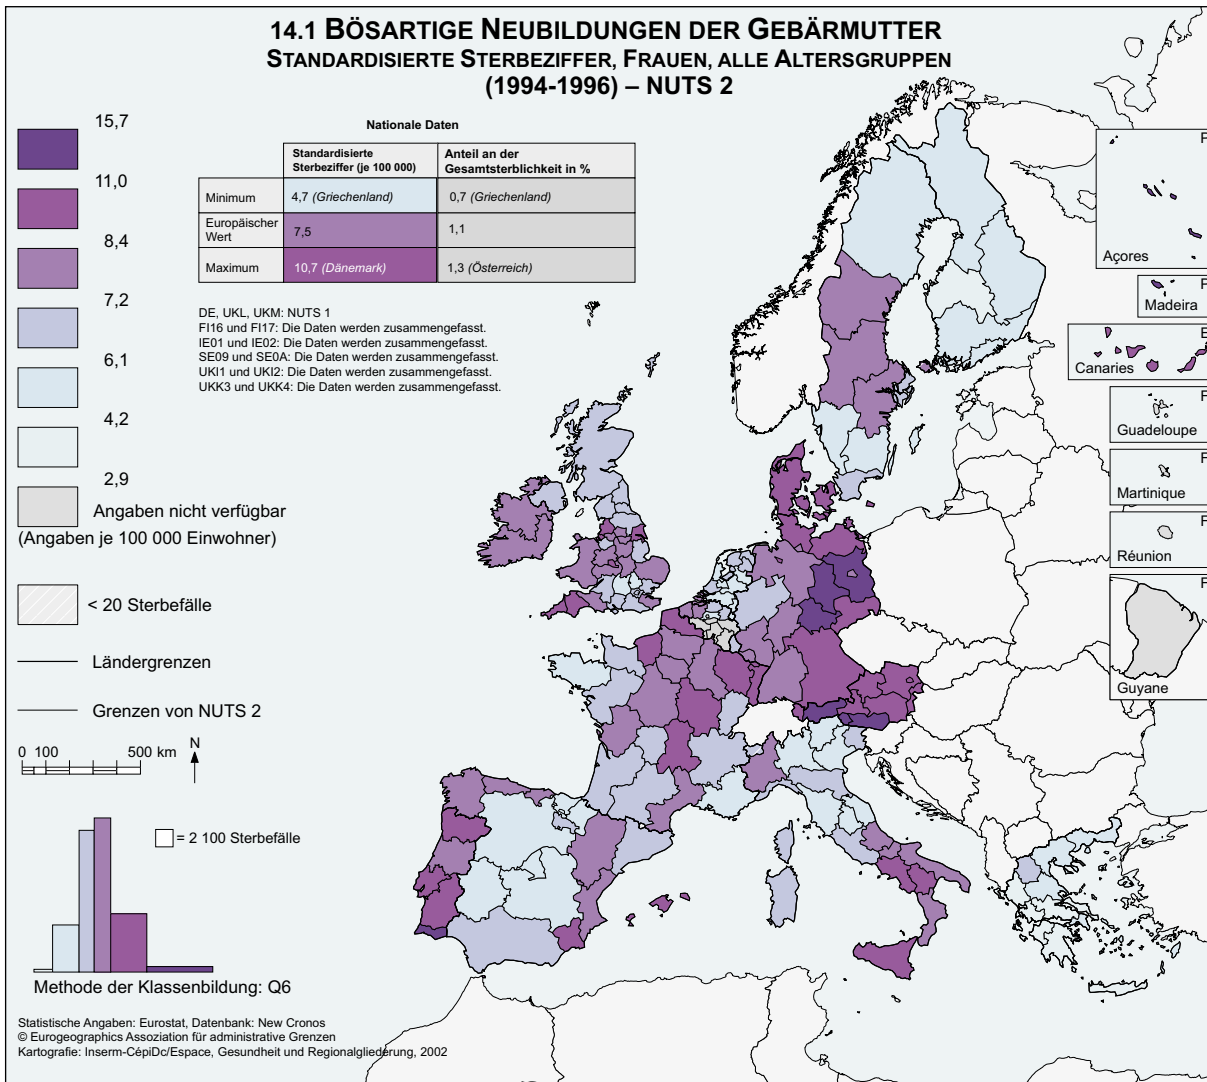 14.1 BÖSARTIGE NEUBILDUNGEN DER GEBÄRMUTTER
STANDARDISIERTE STERBEZIFFER, FRAUEN, ALLE ALTERSGRUPPEN
(1994-1996) – NUTS 2
15,7
11,0
8,4
7,2
6,1
4,2
2,9
Angaben nicht verfügbar
(Angaben je 100 000 Einwohner)
< 20 Sterbefälle
Ländergrenzen
Grenzen von NUTS 2
0 100 500 km
N
Nationale Daten
Standardisierte Sterbeziffer (je 100 000) Anteil an der Gesamtsterblichkeit in %
Minimum 4,7 (Griechenland) 0,7 (Griechenland)
Europäischer Wert 7,5 1,1
Maximum 10,7 (Dänemark) 1,3 (Österreich)
DE, UKL, UKM: NUTS 1
FI16 und FI17: Die Daten werden zusammengefasst.
IE01 und IE02: Die Daten werden zusammengefasst.
SE09 und SE0A: Die Daten werden zusammengefasst.
UKI1 und UKI2: Die Daten werden zusammengefasst.
UKK3 und UKK4: Die Daten werden zusammengefasst.
P
Açores
P
Madeira
E
Canaries
F
Guadeloupe
F
Martinique
F
Réunion
F
Guyane
= 2 100 Sterbefälle
Methode der Klassenbildung: Q6
Statistische Angaben: Eurostat, Datenbank: New Cronos
© Eurogeographics Assoziation für administrative Grenzen
Kartografie: Inserm-CépiDc/Espace, Gesundheit und Regionalgliederung, 2002